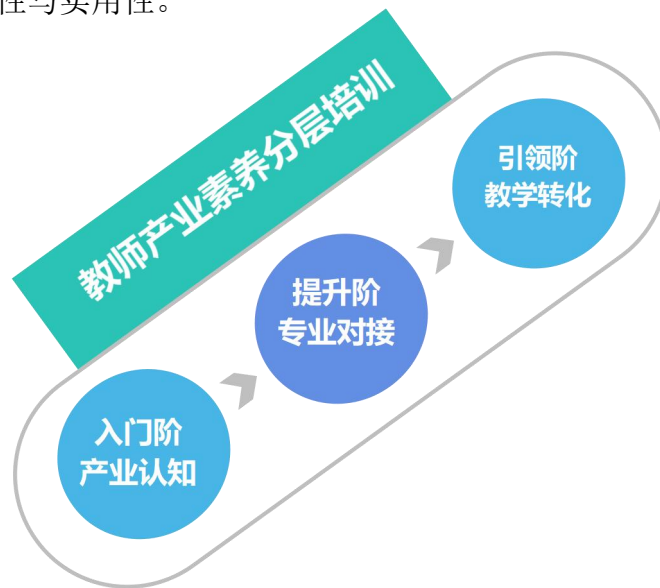 性与实用性。
教师产业素养分层培训
引领阶
教学转化
提升阶
专业对接
入门阶
产业认知